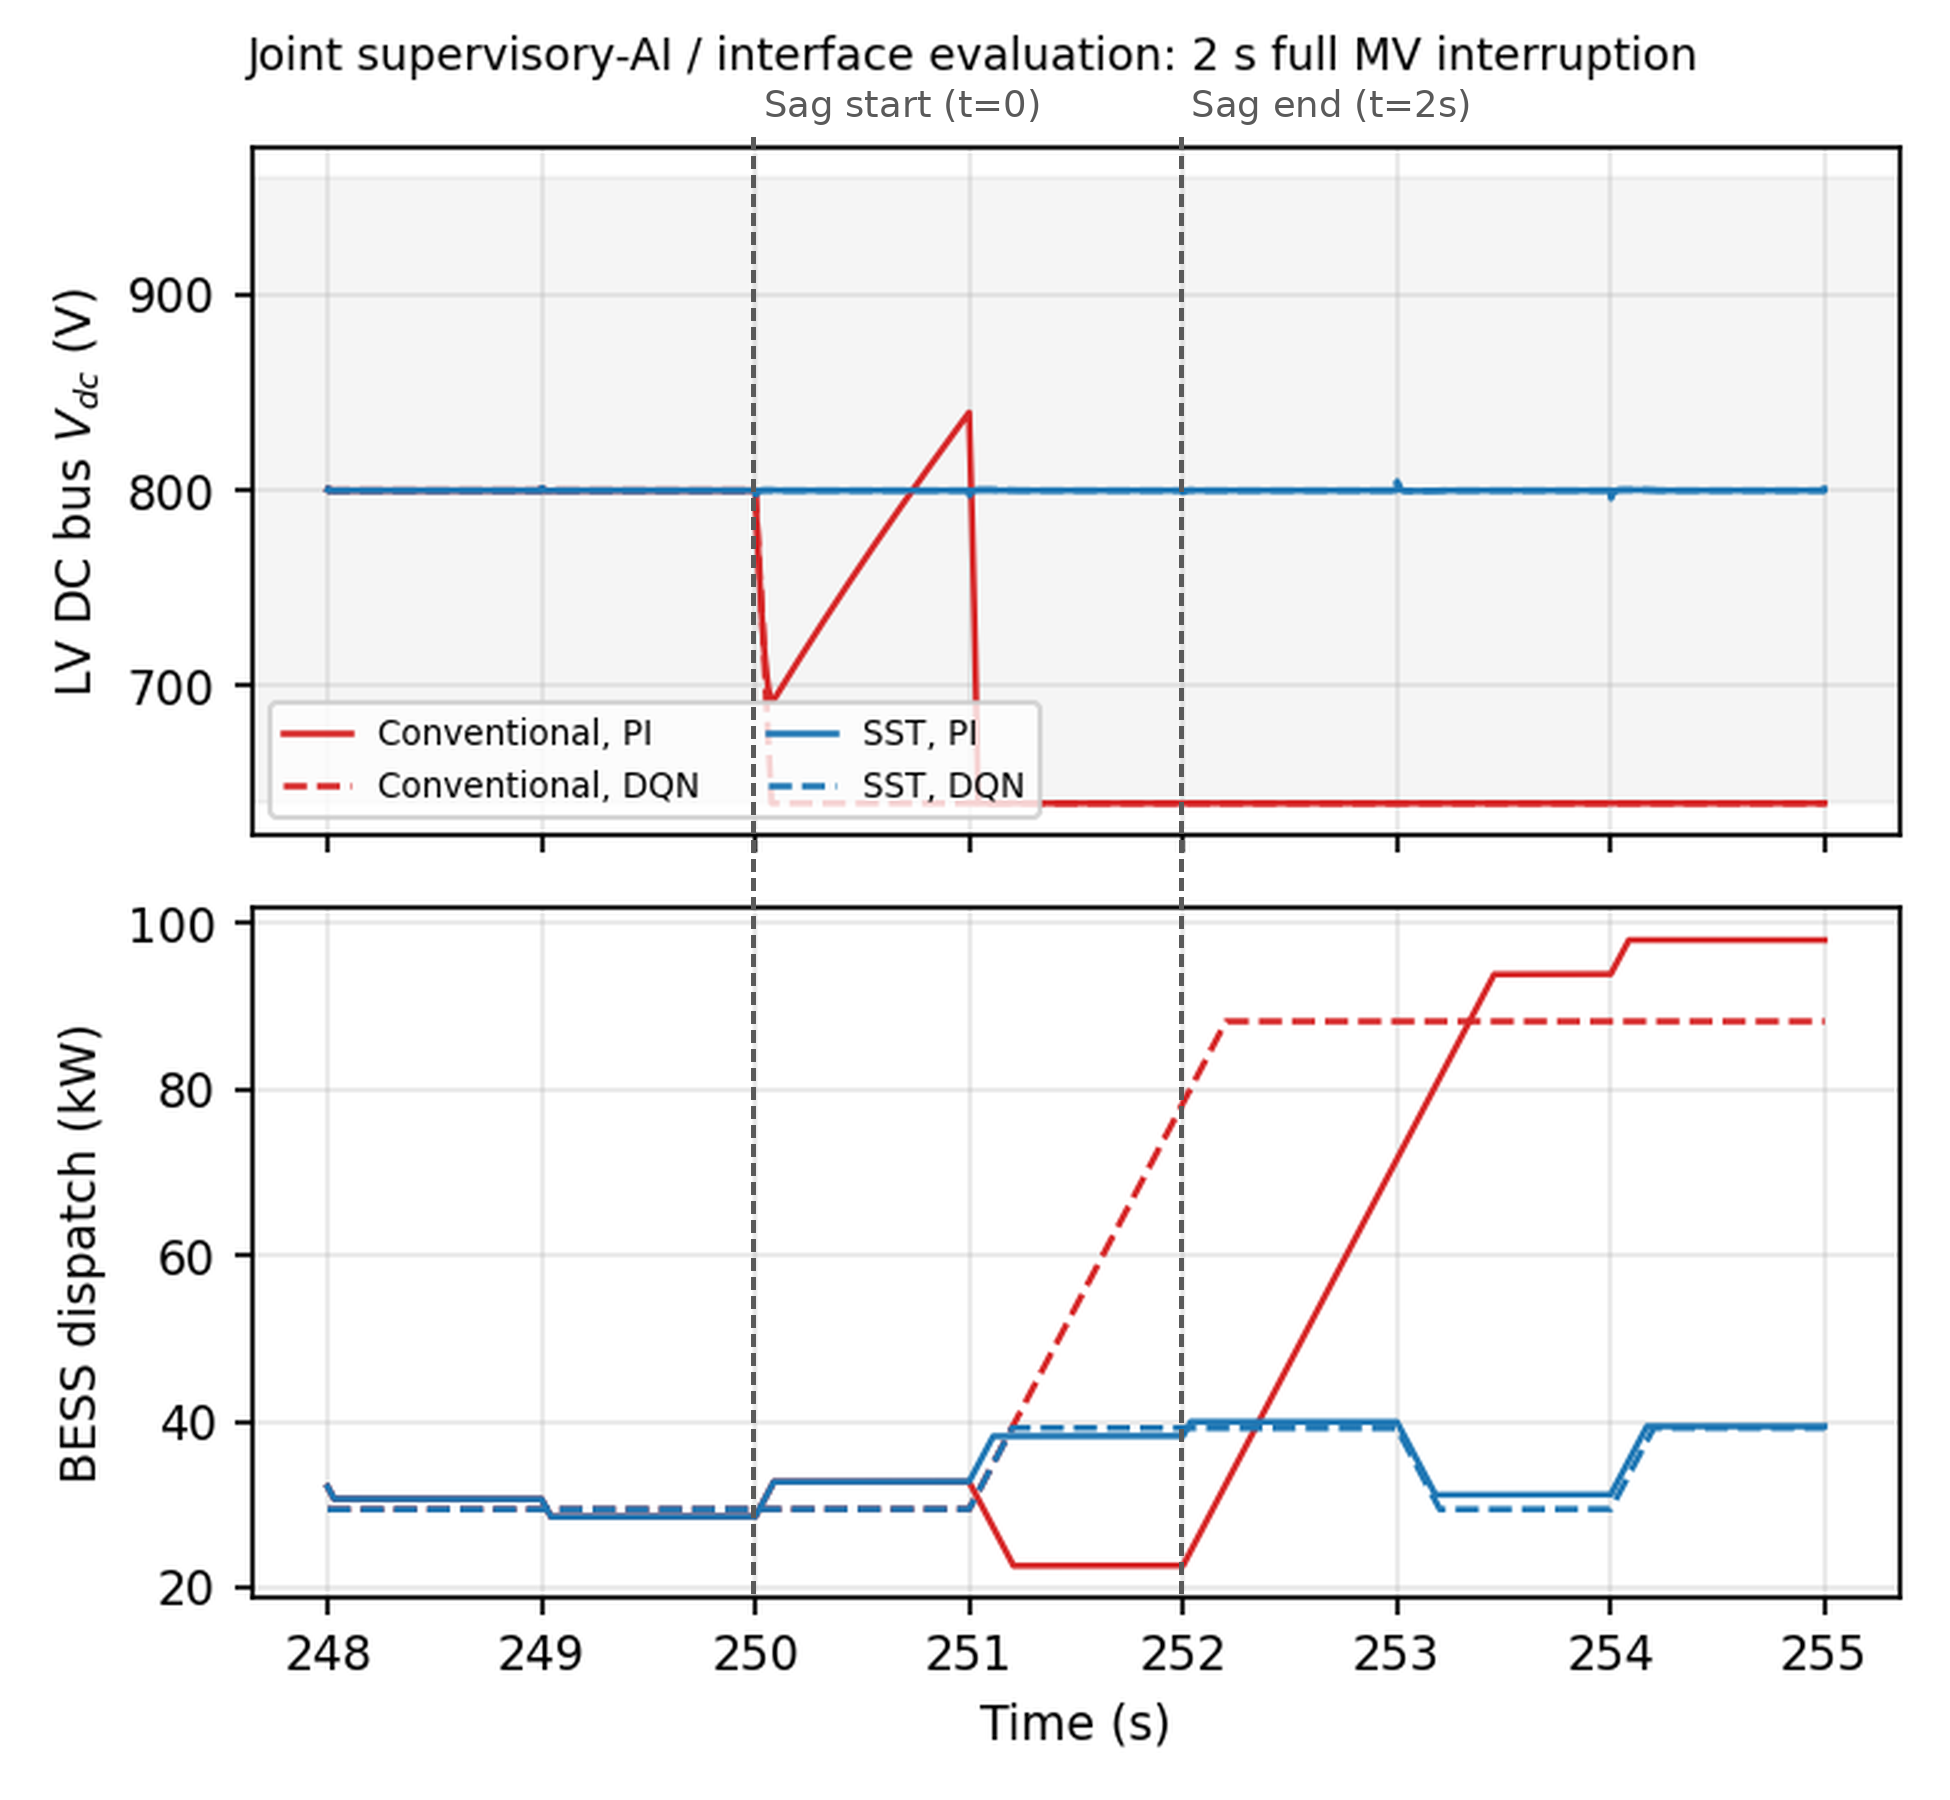 Joint supervisory-AI / interface evaluation: 2 s full MV interruption
Sag start (t=0)
Sag end (t=2s)
LV DC bus V_dc (V)
900
800
700
Conventional, PI
Conventional, DQN
SST, PI
SST, DQN
BESS dispatch (kW)
100
80
60
40
20
248 249 250 251 252 253 254 255
Time (s)